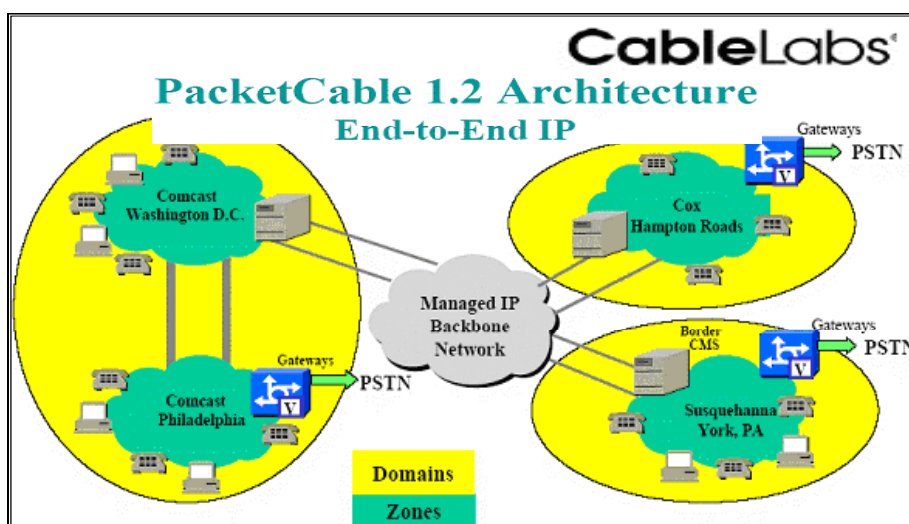 CableLabs
PacketCable 1.2 Architecture
End-to-End IP
Comcast
Washington D.C.
Gateways
PSTN
V
Cox
Hampton Roads
Managed IP
Backbone
Network
Border
CMS
Gateways
PSTN
V
Gateways
PSTN
V
Comcast
Philadelphia
Susquehanna
York, PA
Domains
Zones